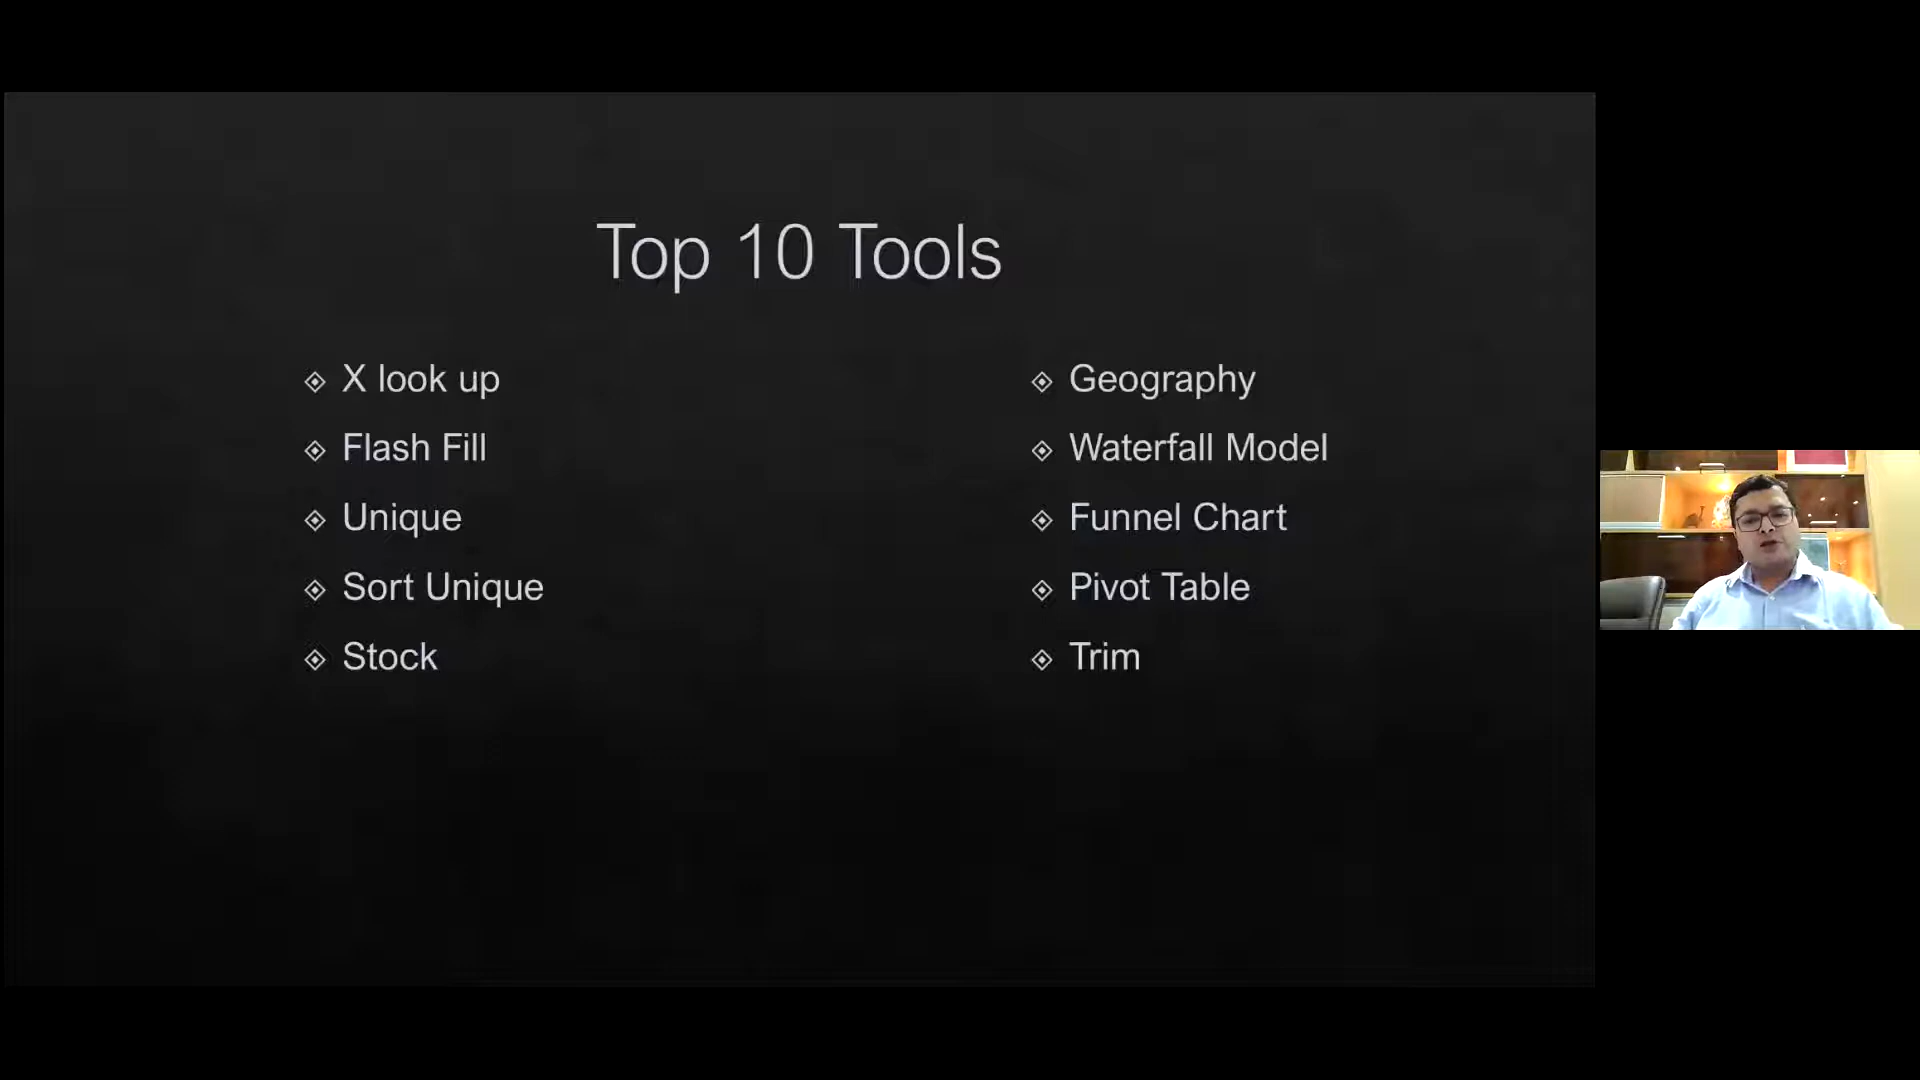 Top 10 Tools
X look up
Flash Fill
Unique
Sort Unique
Stock
Geography
Waterfall Model
Funnel Chart
Pivot Table
Trim